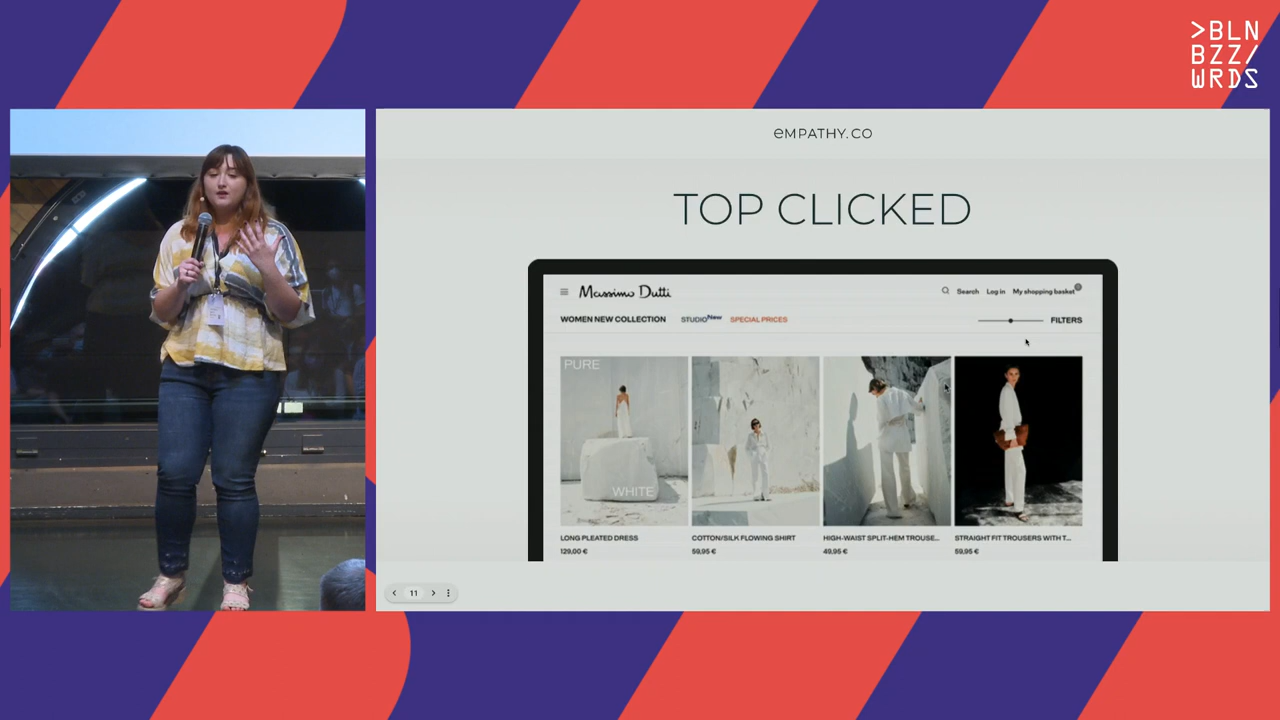 >BLN
BZZ/
WRDS
eMPATHY.CO
TOP CLICKED
Massimo Dutti
Search Log in My shopping basket 0
WOMEN NEW COLLECTION STUDIO New SPECIAL PRICES FILTERS
PURE
WHITE
LONG PLEATED DRESS COTTON/SILK FLOWING SHIRT HIGH-WAIST SPLIT-HEM TROUSE... STRAIGHT FIT TROUSERS WITH T...
129,00 € 59,95 € 49,95 € 59,95 €
11